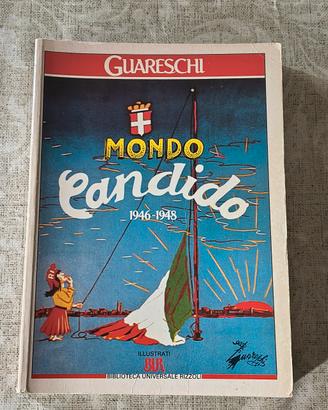 GUARESCHI
MONDO
Candido
1946-1948
ILLUSTRATI
BUR
BIBLIOTECA UNIVERSALE RIZZOLI